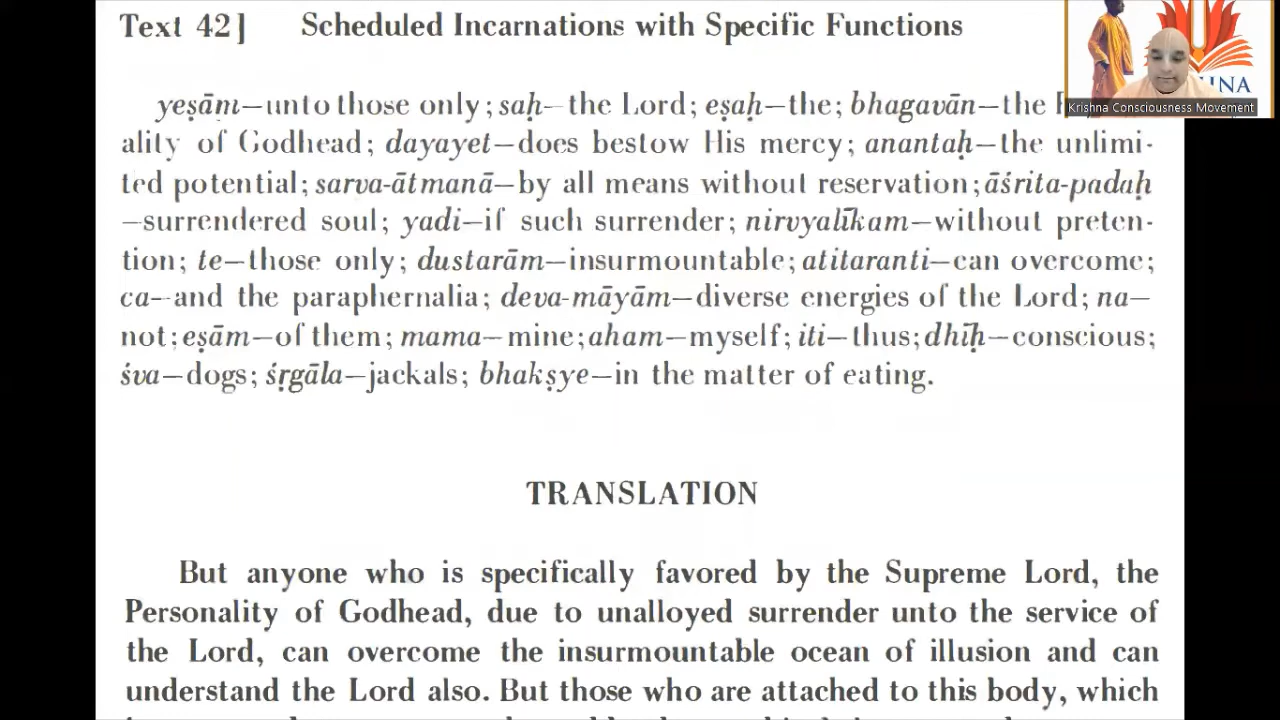 Text 42]  Scheduled Incarnations with Specific Functions
yeṣām—unto those only; saḥ—the Lord; eṣaḥ—the; bhagavān—the
Krishna Consciousness Movement
ality of Godhead; dayayet—does bestow His mercy; anantaḥ—the unlimi-
ted potential; sarva-ātmanā—by all means without reservation; āśrita-padaḥ
—surrendered soul; yadi—if such surrender; nirvyalīkam—without preten-
tion; te—those only; dustarām—insurmountable; atitaranti—can overcome;
ca—and the paraphernalia; deva-māyām—diverse energies of the Lord; na—
not; eṣām—of them; mama—mine; aham—myself; iti—thus; dhīḥ—conscious;
śva—dogs; śṛgāla—jackals; bhakṣye—in the matter of eating.
TRANSLATION
But anyone who is specifically favored by the Supreme Lord, the
Personality of Godhead, due to unalloyed surrender unto the service of
the Lord, can overcome the insurmountable ocean of illusion and can
understand the Lord also. But those who are attached to this body, which